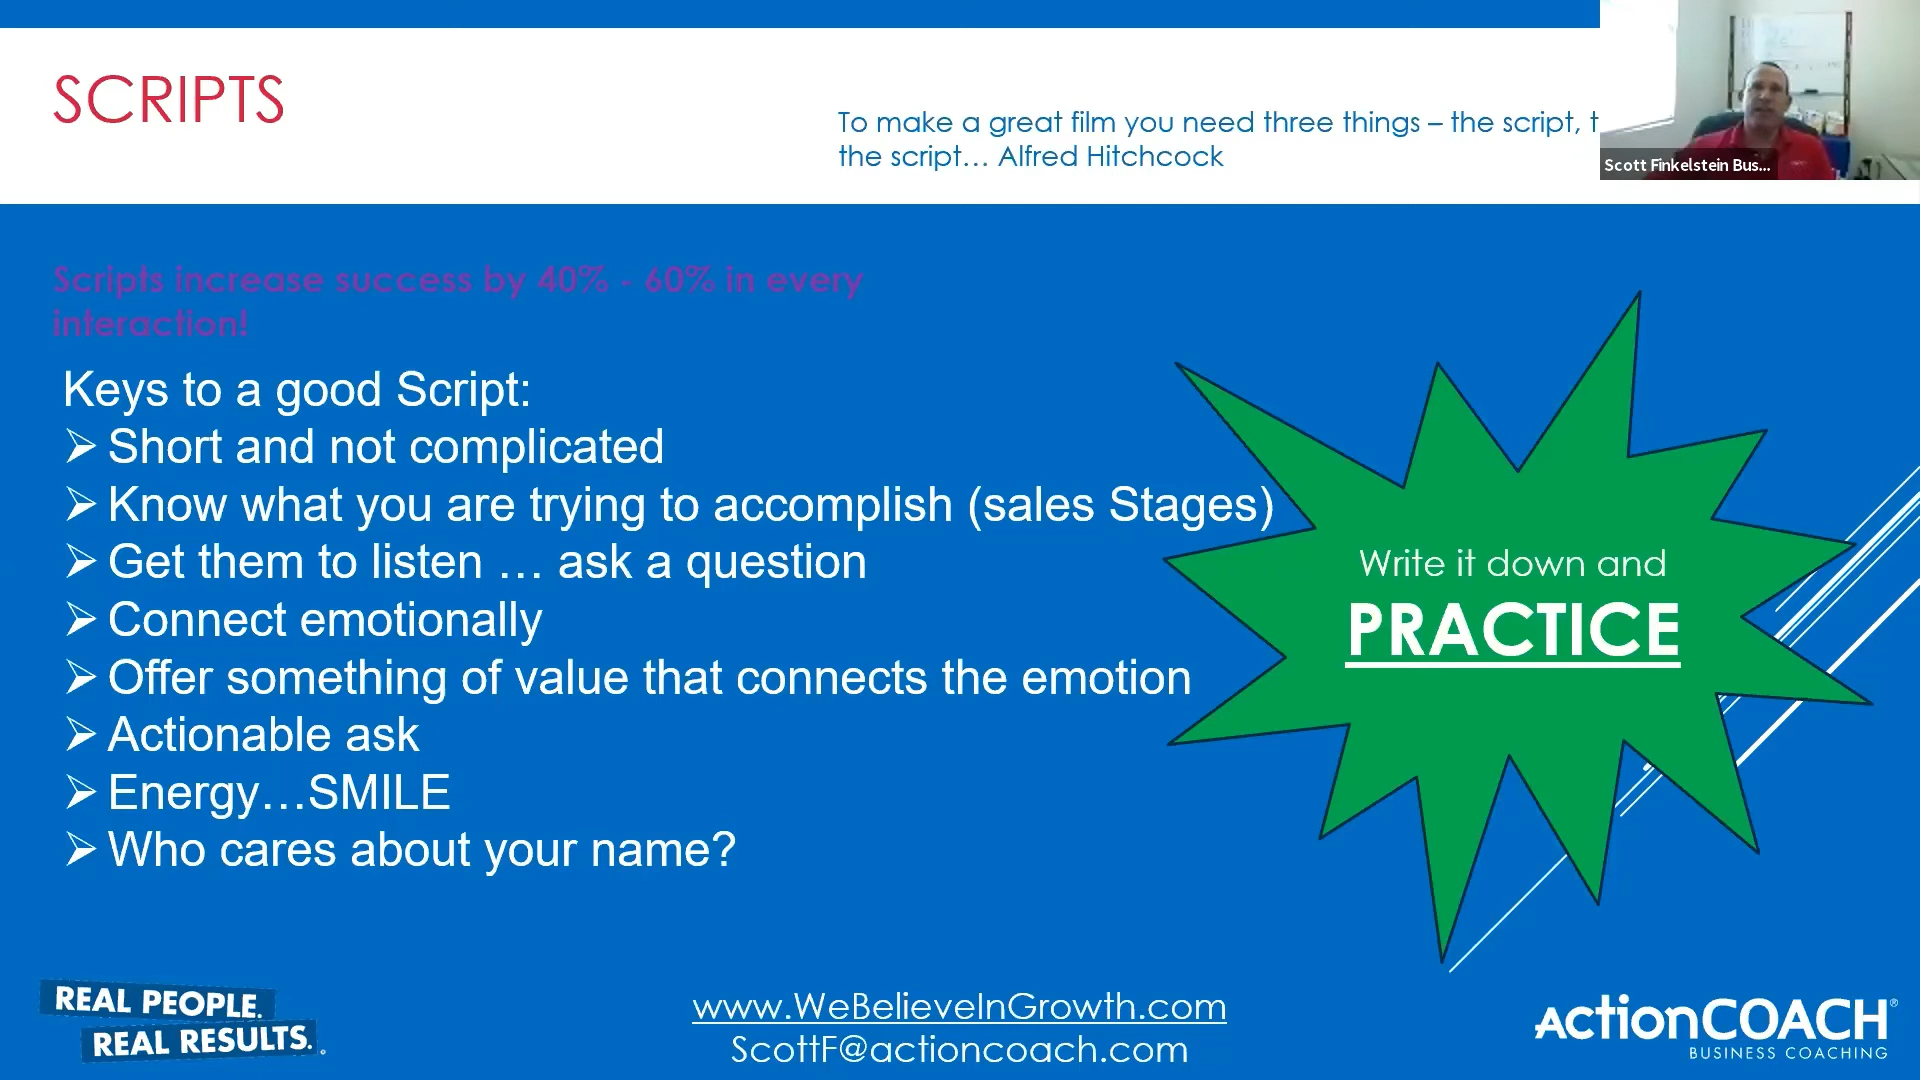 SCRIPTS
To make a great film you need three things – the script, t
the script… Alfred Hitchcock
Scott Finkelstein Bus...
Scripts increase success by 40% - 60% in every
interaction!
Keys to a good Script:
➢ Short and not complicated
➢ Know what you are trying to accomplish (sales Stages)
➢ Get them to listen … ask a question
➢ Connect emotionally
➢ Offer something of value that connects the emotion
➢ Actionable ask
➢ Energy…SMILE
➢ Who cares about your name?
Write it down and
PRACTICE
REAL PEOPLE.
REAL RESULTS.
www.WeBelieveInGrowth.com
ScottF@actioncoach.com
ActionCOACH®
BUSINESS COACHING